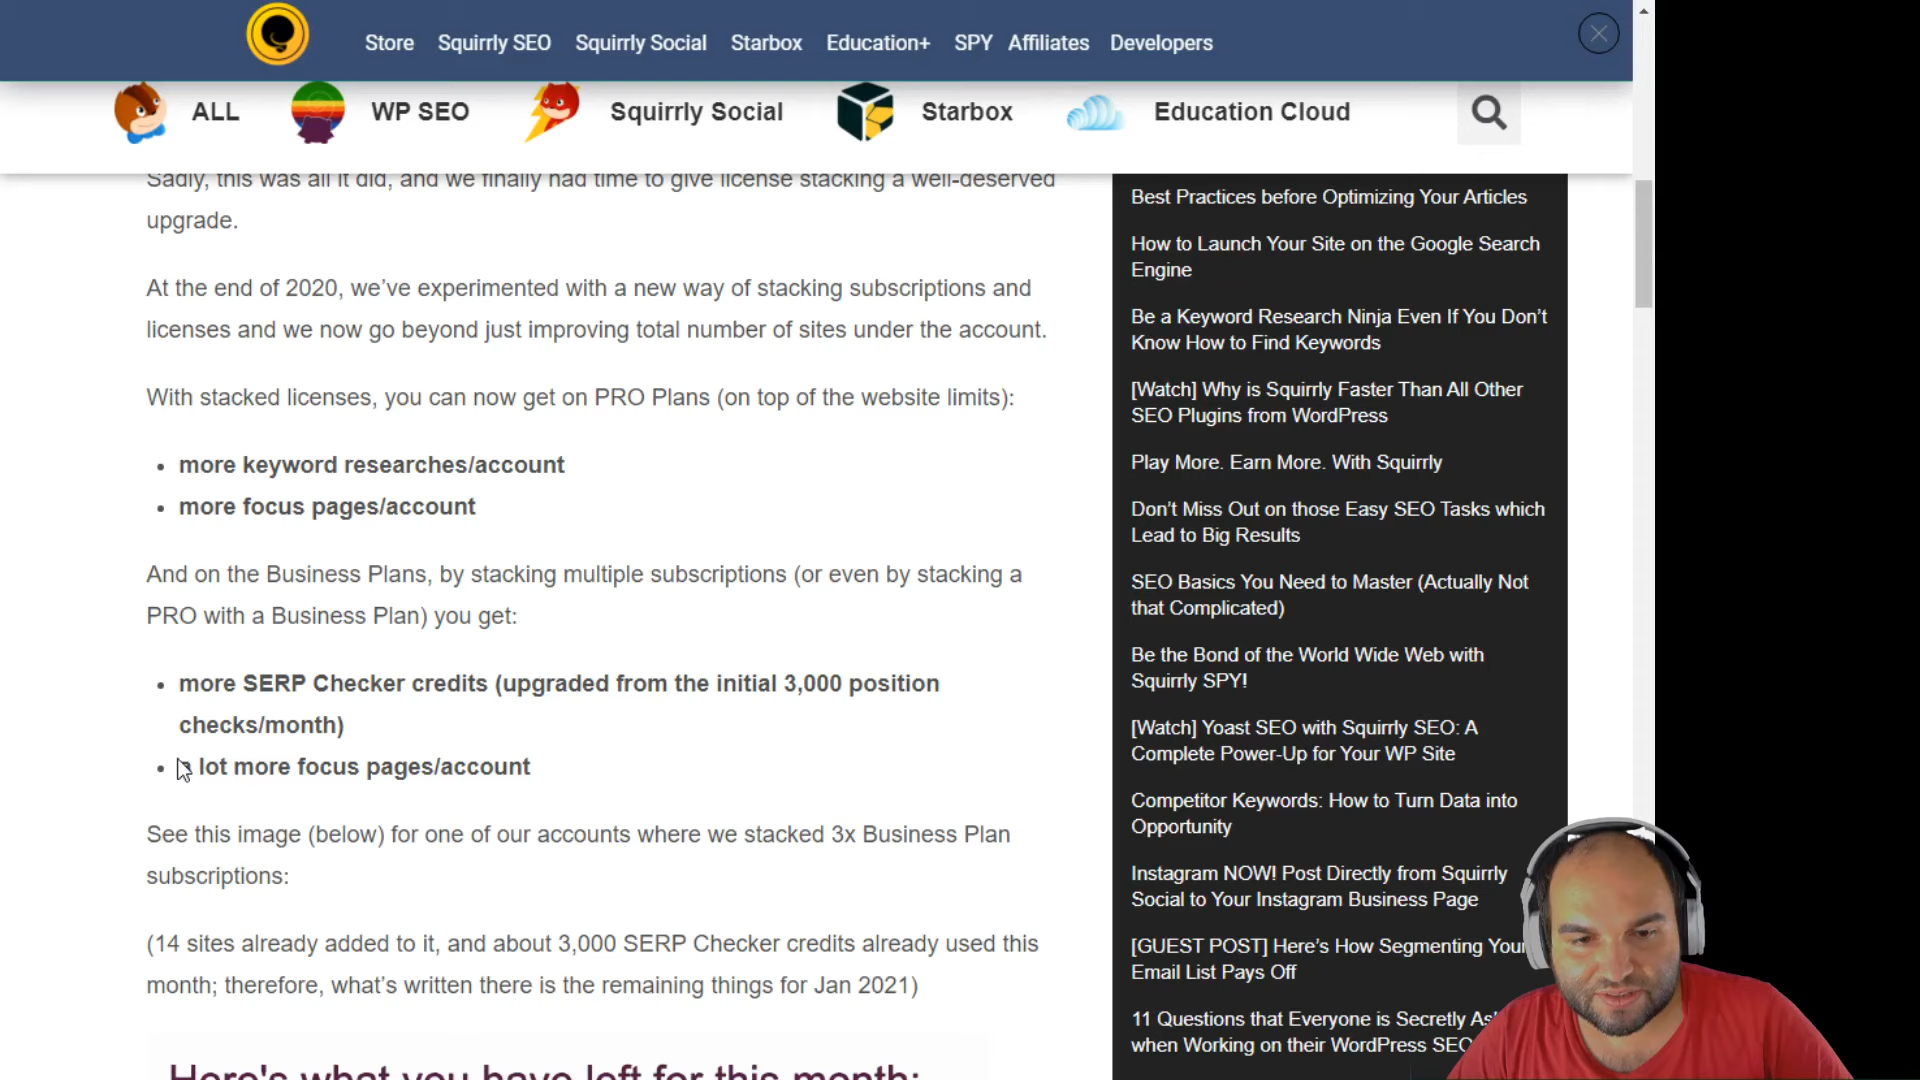 Store Squirrly SEO Squirrly Social Starbox Education+ SPY Affiliates Developers
ALL WP SEO Squirrly Social Starbox Education Cloud
Sadly, this was all it did, and we finally had time to give license stacking a well-deserved
upgrade.
At the end of 2020, we’ve experimented with a new way of stacking subscriptions and
licenses and we now go beyond just improving total number of sites under the account.
With stacked licenses, you can now get on PRO Plans (on top of the website limits):
• more keyword researches/account
• more focus pages/account
And on the Business Plans, by stacking multiple subscriptions (or even by stacking a
PRO with a Business Plan) you get:
• more SERP Checker credits (upgraded from the initial 3,000 position
checks/month)
• a lot more focus pages/account
See this image (below) for one of our accounts where we stacked 3x Business Plan
subscriptions:
(14 sites already added to it, and about 3,000 SERP Checker credits already used this
month; therefore, what’s written there is the remaining things for Jan 2021)
Here's what you have left for this month:
Best Practices before Optimizing Your Articles
How to Launch Your Site on the Google Search
Engine
Be a Keyword Research Ninja Even If You Don’t
Know How to Find Keywords
[Watch] Why is Squirrly Faster Than All Other
SEO Plugins from WordPress
Play More. Earn More. With Squirrly
Don’t Miss Out on those Easy SEO Tasks which
Lead to Big Results
SEO Basics You Need to Master (Actually Not
that Complicated)
Be the Bond of the World Wide Web with
Squirrly SPY!
[Watch] Yoast SEO with Squirrly SEO: A
Complete Power-Up for Your WP Site
Competitor Keywords: How to Turn Data into
Opportunity
Instagram NOW! Post Directly from Squirrly
Social to Your Instagram Business Page
[GUEST POST] Here’s How Segmenting Your
Email List Pays Off
11 Questions that Everyone is Secretly
when Working on their WordPress SEO